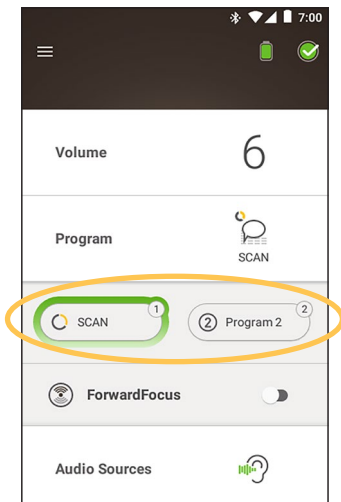 7:00
Volume 6
Program
SCAN
SCAN 1 2 Program 2 2
ForwardFocus
Audio Sources